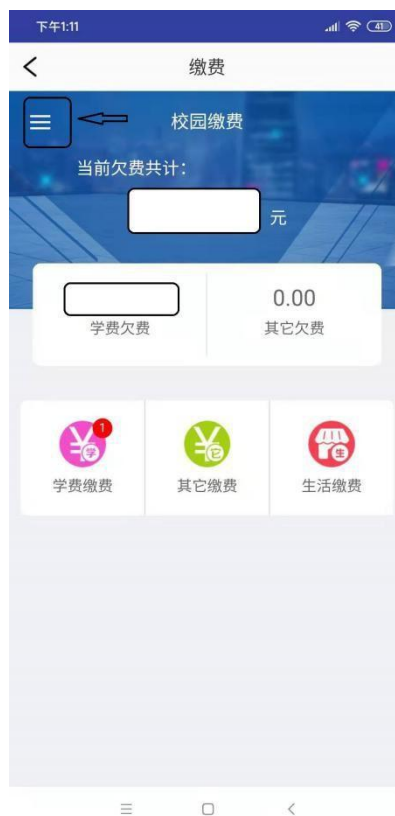 下午1:11
41
缴费
校园缴费
当前欠费共计:
元
0.00
学费欠费
其它欠费
1
学
它
生
学费缴费
其它缴费
生活缴费